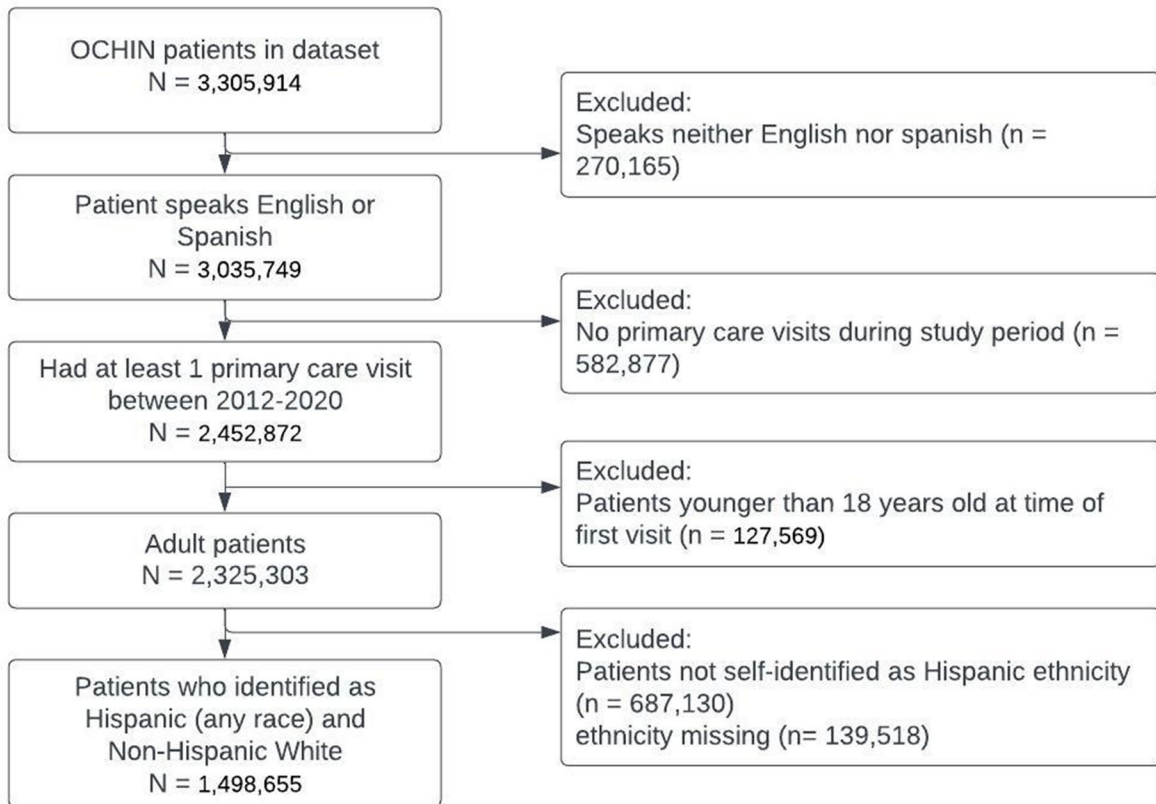 OCHIN patients in dataset
N = 3,305,914
Excluded:
Speaks neither English nor spanish (n =
270,165)
Patient speaks English or
Spanish
N = 3,035,749
Excluded:
No primary care visits during study period (n =
582,877)
Had at least 1 primary care visit
between 2012-2020
N = 2,452,872
Excluded:
Patients younger than 18 years old at time of
first visit (n = 127,569)
Adult patients
N = 2,325,303
Excluded:
Patients not self-identified as Hispanic ethnicity
(n = 687,130)
ethnicity missing (n= 139,518)
Patients who identified as
Hispanic (any race) and
Non-Hispanic White
N = 1,498,655